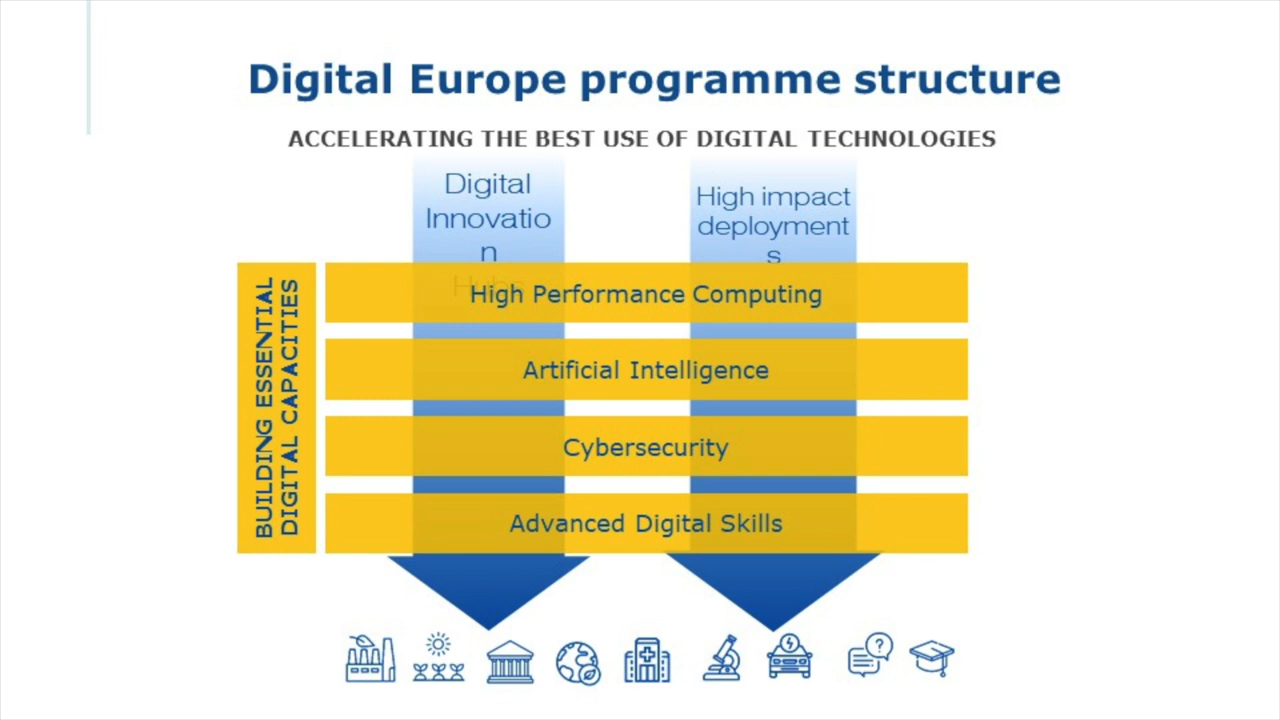 Digital Europe programme structure
ACCELERATING THE BEST USE OF DIGITAL TECHNOLOGIES
Digital
Innovatio
n
Hubs
High impact
deployment
s
BUILDING ESSENTIAL
DIGITAL CAPACITIES
High Performance Computing
Artificial Intelligence
Cybersecurity
Advanced Digital Skills
?